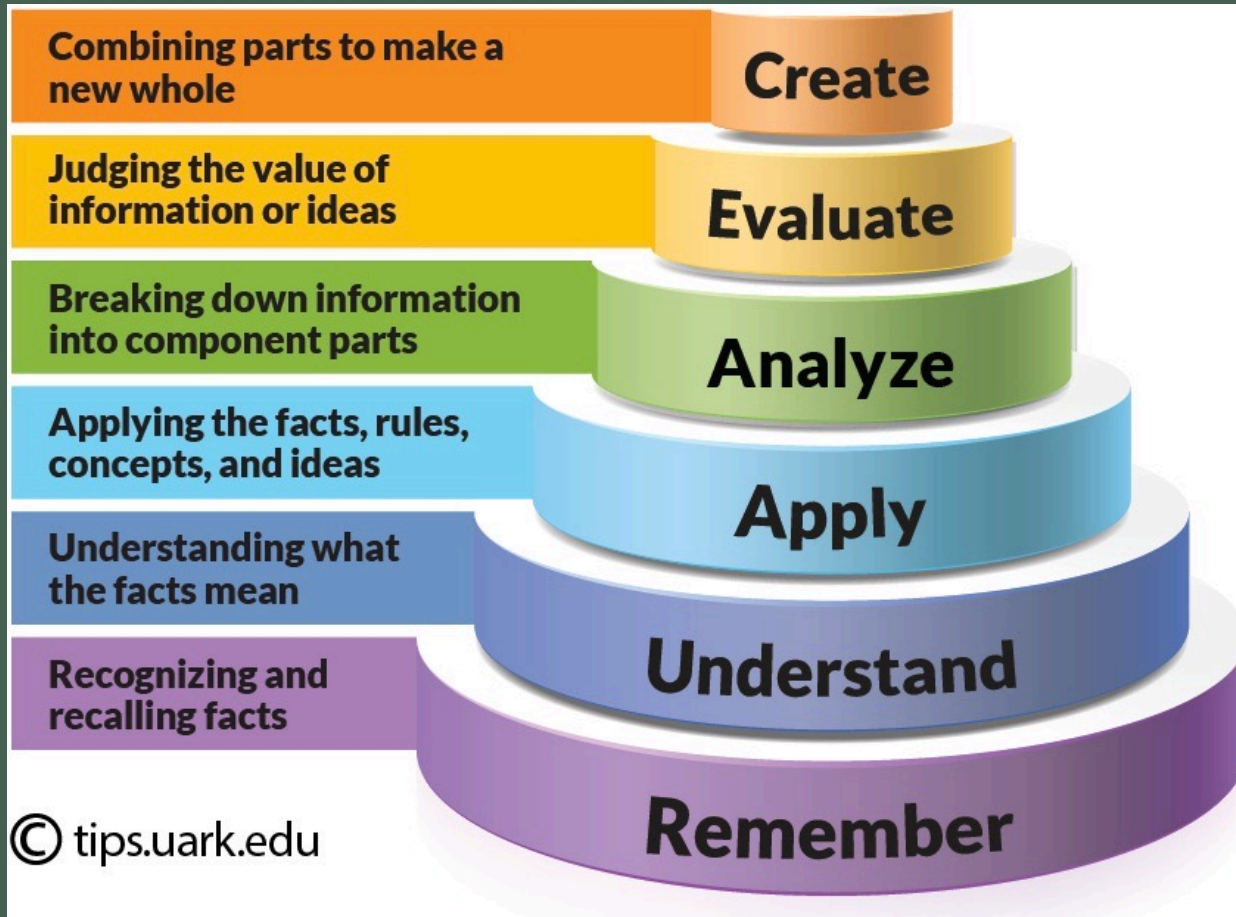 Combining parts to make a
new whole
Create
Judging the value of
information or ideas
Evaluate
Breaking down information
into component parts
Analyze
Applying the facts, rules,
concepts, and ideas
Apply
Understanding what
the facts mean
Understand
Recognizing and
recalling facts
Remember
© tips.uark.edu